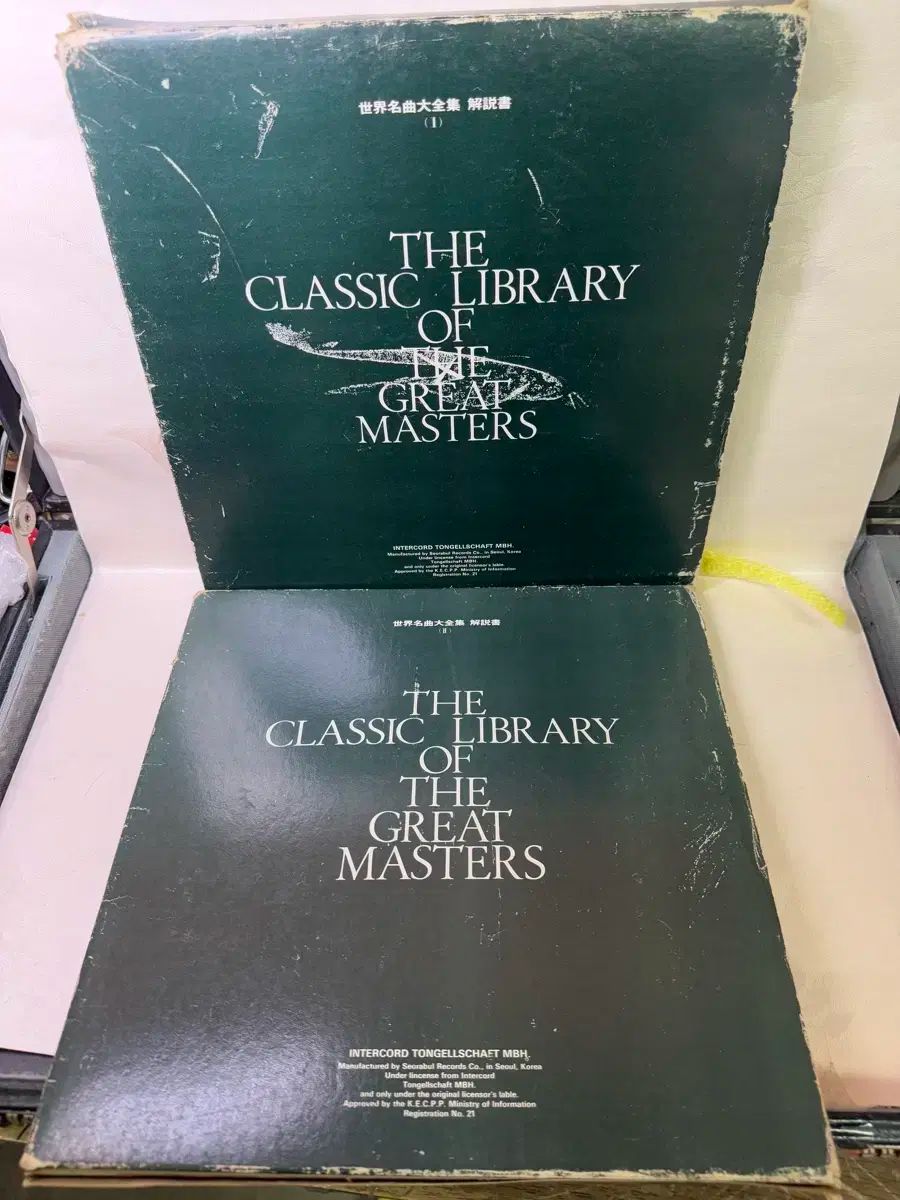 世界名曲大全集 解説書
(I)
THE
CLASSIC LIBRARY
OF
THE
GREAT
MASTERS
INTERCORD TONGELLSCHAFT MBH.
Manufactured by Seorabul Records Co., in Seoul, Korea
Under lincense from Intercord
Tongellschaft MBH.
and only under the original licensor's lable.
Approved by the K.E.C.P.P. Ministry of Information
Registration No. 21
世界名曲大全集 解説書
(II)
THE
CLASSIC LIBRARY
OF
THE
GREAT
MASTERS
INTERCORD TONGELLSCHAFT MBH.
Manufactured by Seorabul Records Co., in Seoul, Korea
Under lincense from Intercord
Tongellschaft MBH.
and only under the original licensor's lable.
Approved by the K.E.C.P.P. Ministry of Information
Registration No. 21